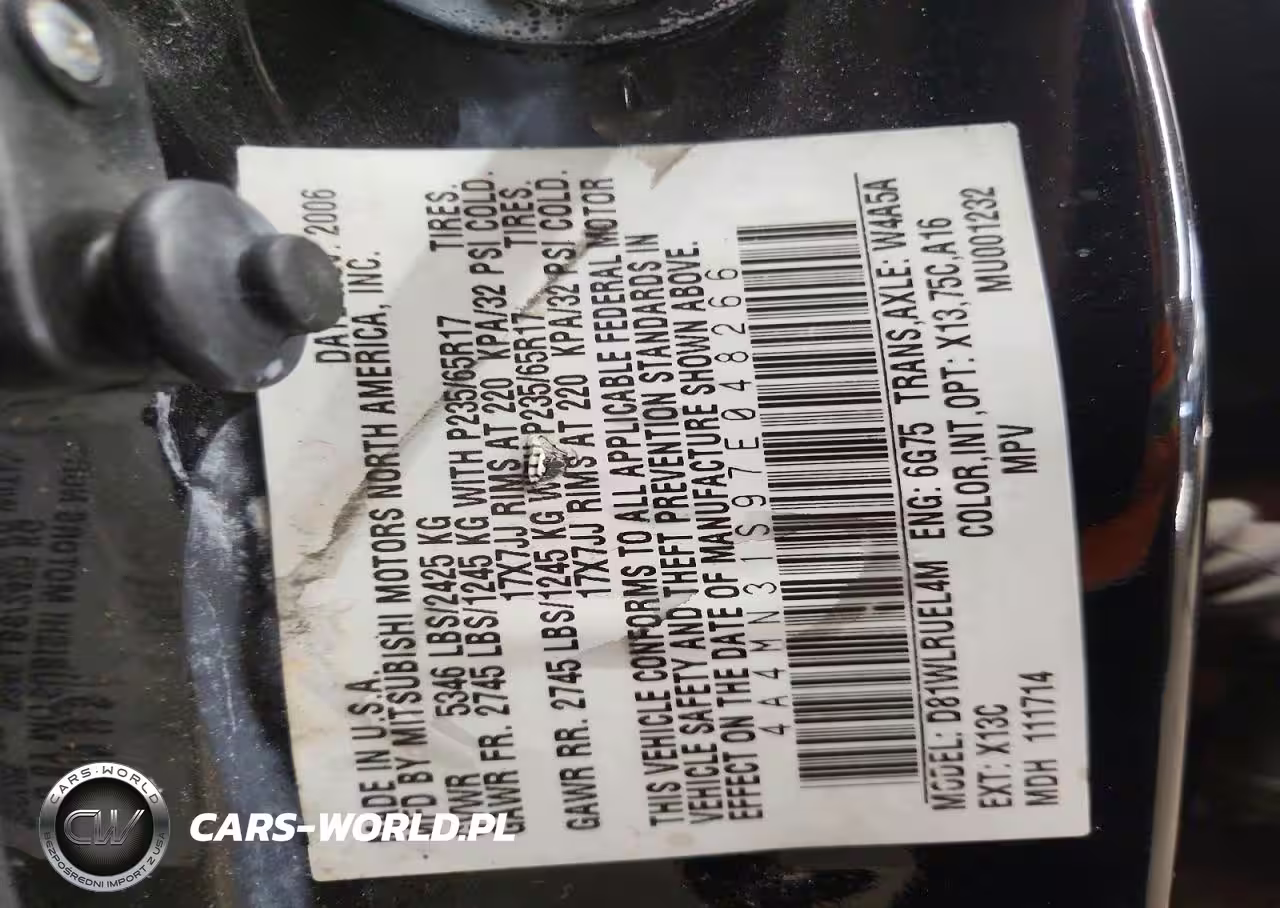 MADE IN U.S.A. 2006
BY MITSUBISHI MOTORS NORTH AMERICA, INC.
5346 LBS/2425 KG
GAWR FR. 2745 LBS/1245 KG WITH P235/65R17 TIRES.
17X7JJ RIMS AT 220 KPA/32 PSI COLD.
GAWR RR. 2745 LBS/1245 KG P235/65R17 TIRES.
17X7JJ RIMS AT 220 KPA/32 PSI COLD.
THIS VEHICLE CONFORMS TO ALL APPLICABLE FEDERAL MOTOR
VEHICLE SAFETY AND THEFT PREVENTION STANDARDS IN
EFFECT ON THE DATE OF MANUFACTURE SHOWN ABOVE.
4A4MN31S97E048266
MODEL: D81WLRUEL4M ENG: 6G75 TRANS,AXLE: W4A5A
EXT: X13C COLOR,INT,OPT: X13,75C,A16
MDH 111714 MPV MU001232
CARS-WORLD
CW
BEZPOŚREDNI IMPORT Z USA
CARS-WORLD.PL